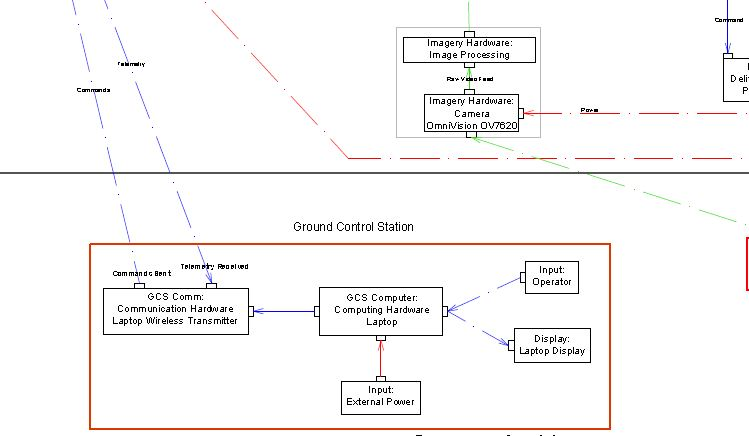 Command
Imagery Hardware:
Image Processing
Telemetry
Raw Video Feed
Commands
Imagery Hardware:
Camera
OmniVision OV7620
Power
Ground Control Station
Commands Sent
Telemetry Received
GCS Comm:
Communication Hardware
Laptop Wireless Transmitter
GCS Computer:
Computing Hardware
Laptop
Input:
Operator
Display:
Laptop Display
Input:
External Power